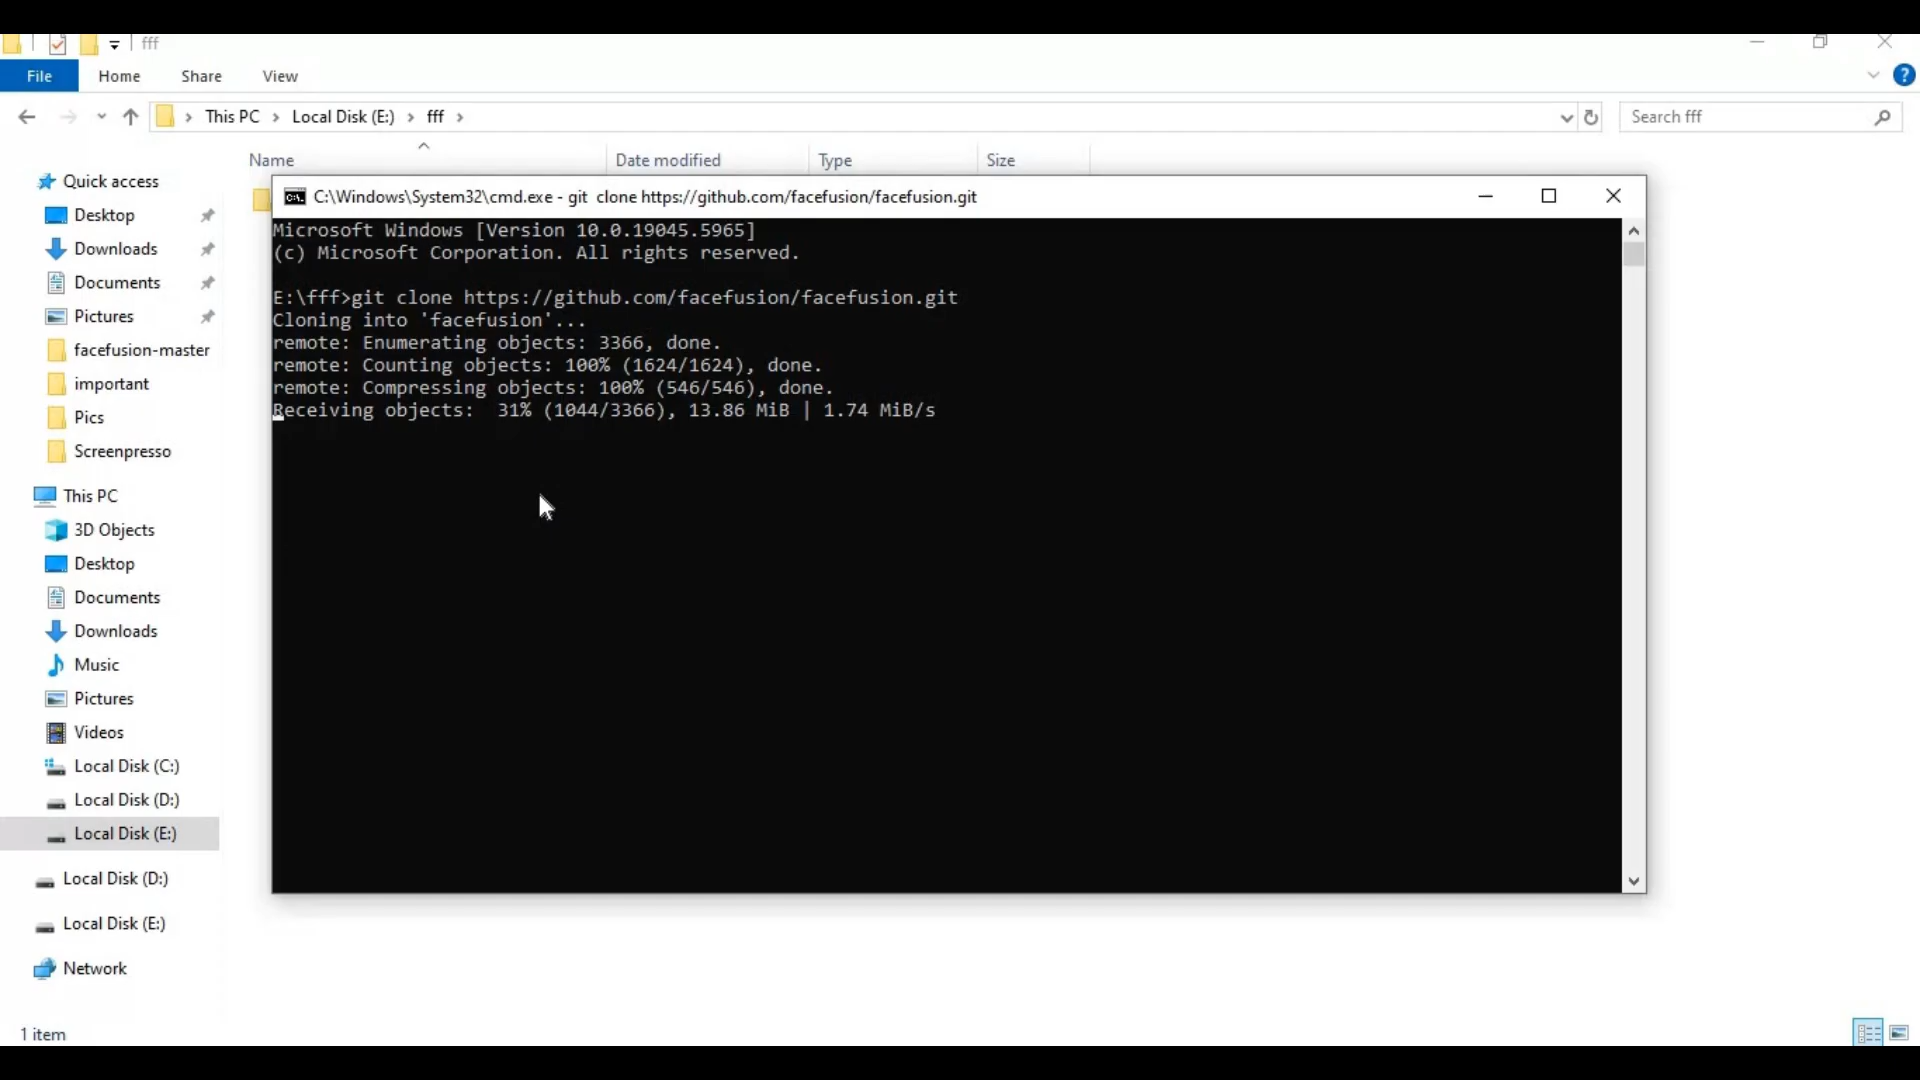 fff
File Home Share View
This PC Local Disk (E:) fff
Search fff
Name Date modified Type Size
Quick access
Desktop
Downloads
Documents
Pictures
facefusion-master
important
Pics
Screenpresso
This PC
3D Objects
Desktop
Documents
Downloads
Music
Pictures
Videos
Local Disk (C:)
Local Disk (D:)
Local Disk (E:)
Local Disk (D:)
Local Disk (E:)
Network
1 item
C:\Windows\System32\cmd.exe - git  clone https://github.com/facefusion/facefusion.git
Microsoft Windows [Version 10.0.19045.5965]
(c) Microsoft Corporation. All rights reserved.
E:\fff>git clone https://github.com/facefusion/facefusion.git
Cloning into 'facefusion'...
remote: Enumerating objects: 3366, done.
remote: Counting objects: 100% (1624/1624), done.
remote: Compressing objects: 100% (546/546), done.
Receiving objects:  31% (1044/3366), 13.86 MiB | 1.74 MiB/s